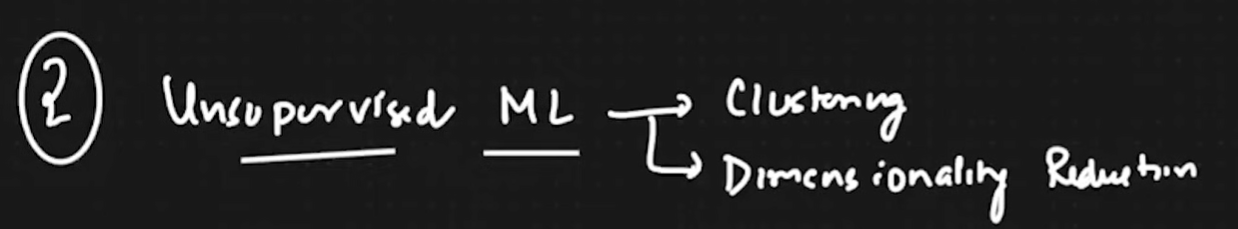 2 Unsupervised ML → Clustering
Dimensionality Reduction